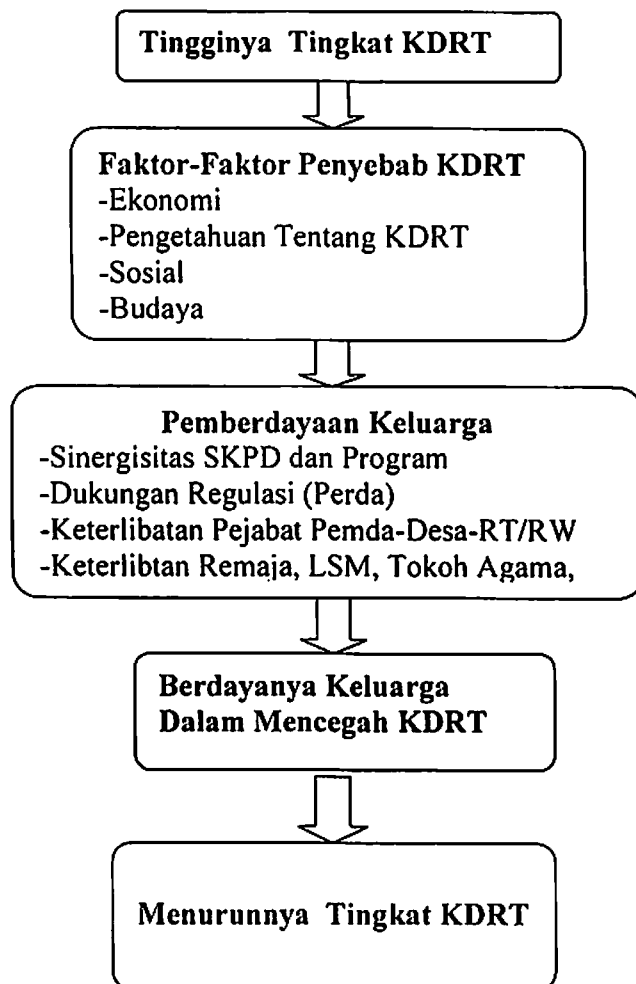 Tingginya Tingkat KDRT
Faktor-Faktor Penyebab KDRT
-Ekonomi
-Pengetahuan Tentang KDRT
-Sosial
-Budaya
Pemberdayaan Keluarga
-Sinergisitas SKPD dan Program
-Dukungan Regulasi (Perda)
-Keterlibatan Pejabat Pemda-Desa-RT/RW
-Keterlibtan Remaja, LSM, Tokoh Agama,
Berdayanya Keluarga
Dalam Mencegah KDRT
Menurunnya Tingkat KDRT